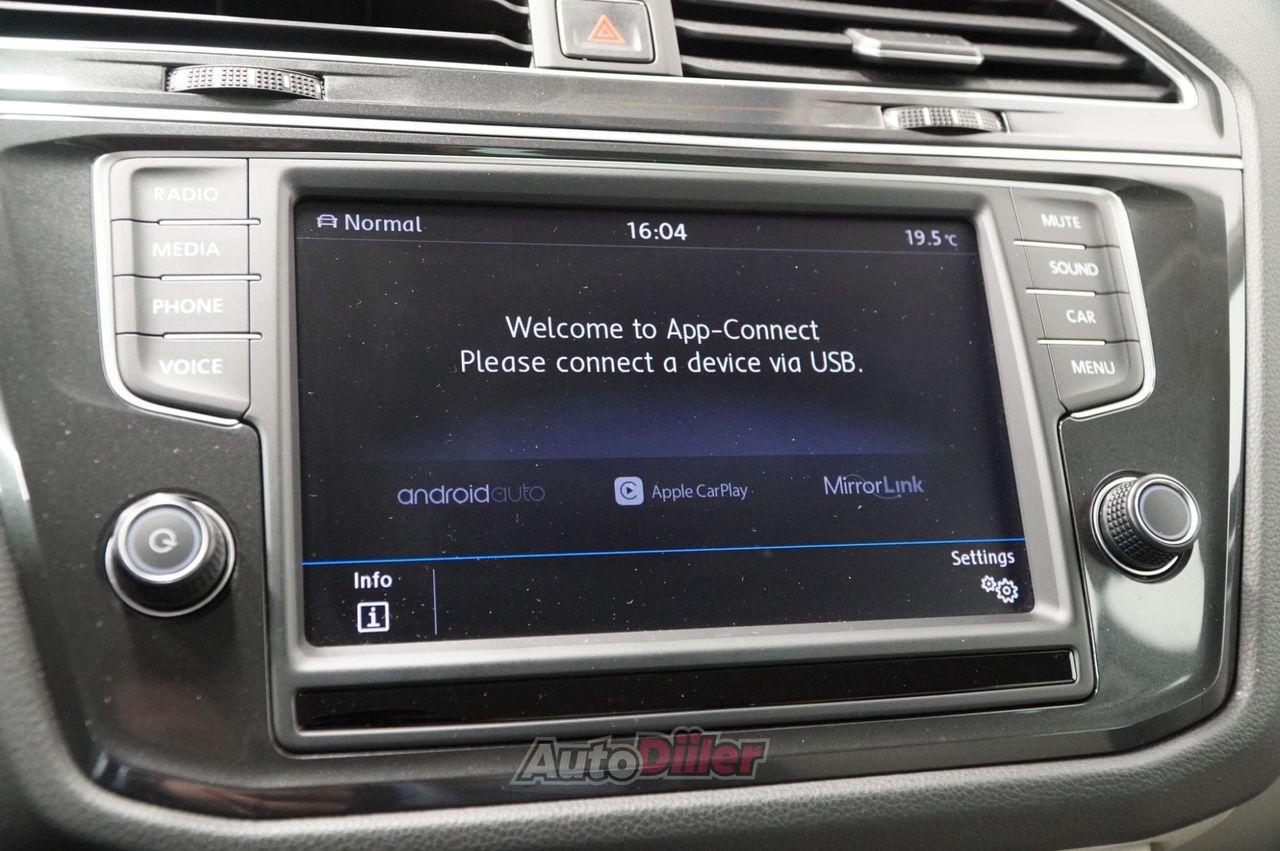 RADIO
MEDIA
PHONE
VOICE
Normal
16:04
19.5°C
Welcome to App-Connect
Please connect a device via USB.
androidauto
Apple CarPlay
MirrorLink
Info
i
Settings
MUTE
SOUND
CAR
MENU
AutoDiiler